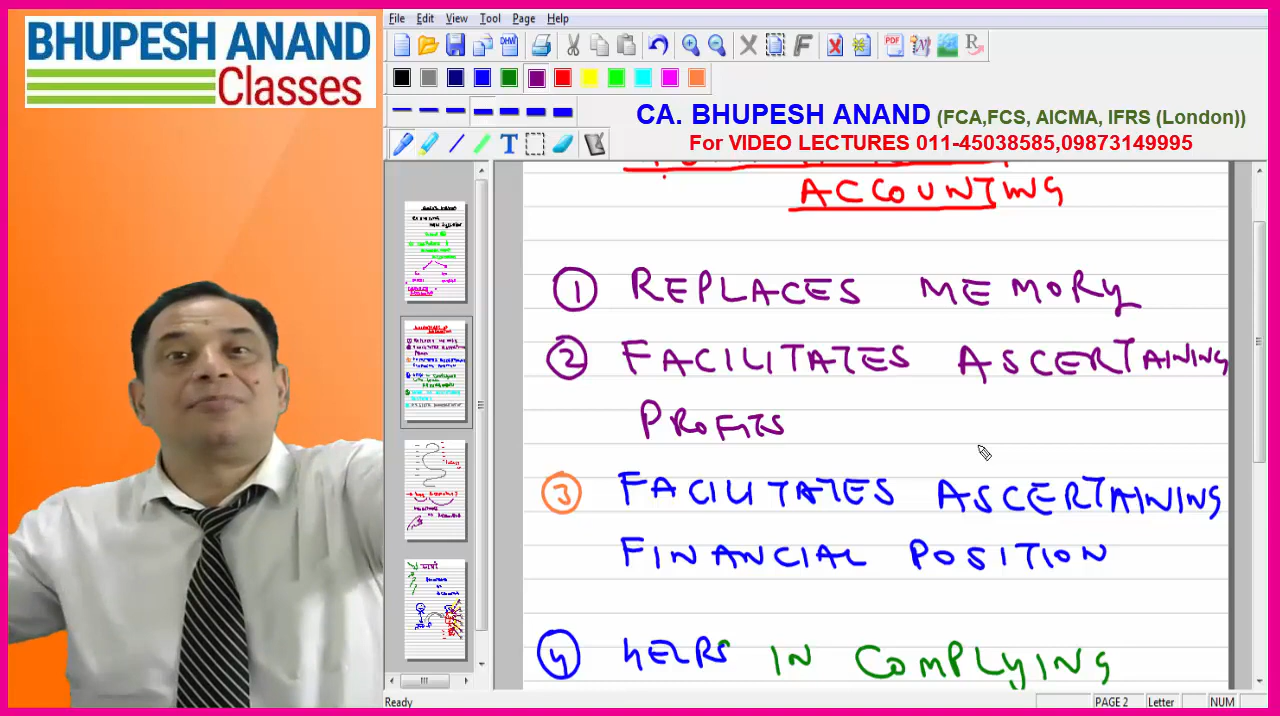 BHUPESH ANAND
Classes
File Edit View Tool Page Help
CA. BHUPESH ANAND (FCA,FCS, AICMA, IFRS (London))
For VIDEO LECTURES 011-45038585,09873149995
ACCOUNTING
① REPLACES MEMORY
② FACILITATES ASCERTAINING
PROFITS
③ FACILITATES ASCERTAINING
FINANCIAL POSITION
④ HELPS IN COMPLYING
Ready PAGE 2 Letter NUM